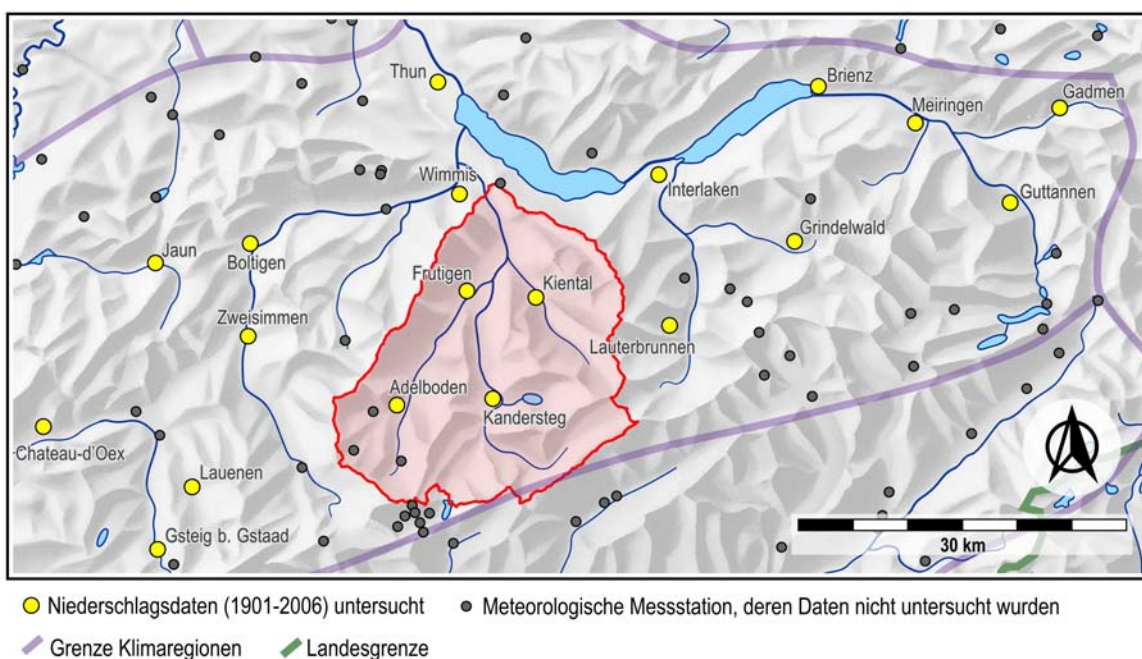 Thun
Brienz
Gadmen
Meiringen
Wimmis
Interlaken
Guttannen
Grindelwald
Jaun
Boltigen
Frutigen
Kiental
Zweisimmen
Lauterbrunnen
Adelboden
Kandersteg
Chateau-d'Oex
Lauenen
Gsteig b. Gstaad
30 km
Niederschlagsdaten (1901-2006) untersucht
Meteorologische Messstation, deren Daten nicht untersucht wurden
Grenze Klimaregionen
Landesgrenze